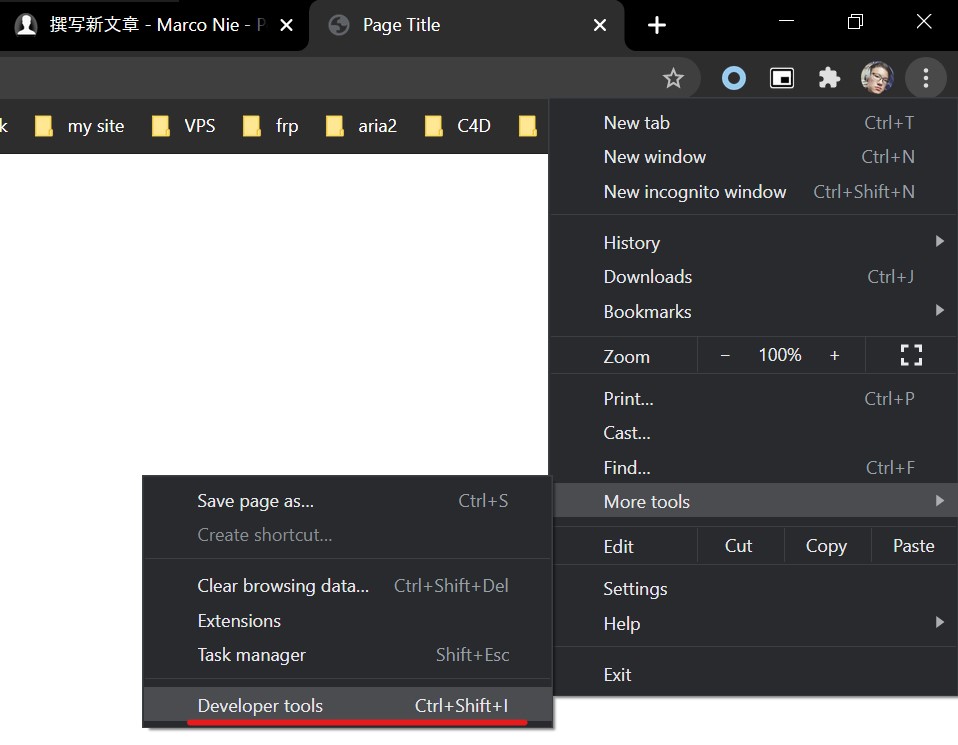 撰写新文章 - Marco Nie - P
Page Title
k my site VPS frp aria2 C4D
New tab Ctrl+T
New window Ctrl+N
New incognito window Ctrl+Shift+N
History
Downloads Ctrl+J
Bookmarks
Zoom − 100% +
Print... Ctrl+P
Cast...
Find... Ctrl+F
More tools
Edit Cut Copy Paste
Settings
Help
Exit
Save page as... Ctrl+S
Create shortcut...
Clear browsing data... Ctrl+Shift+Del
Extensions
Task manager Shift+Esc
Developer tools Ctrl+Shift+I